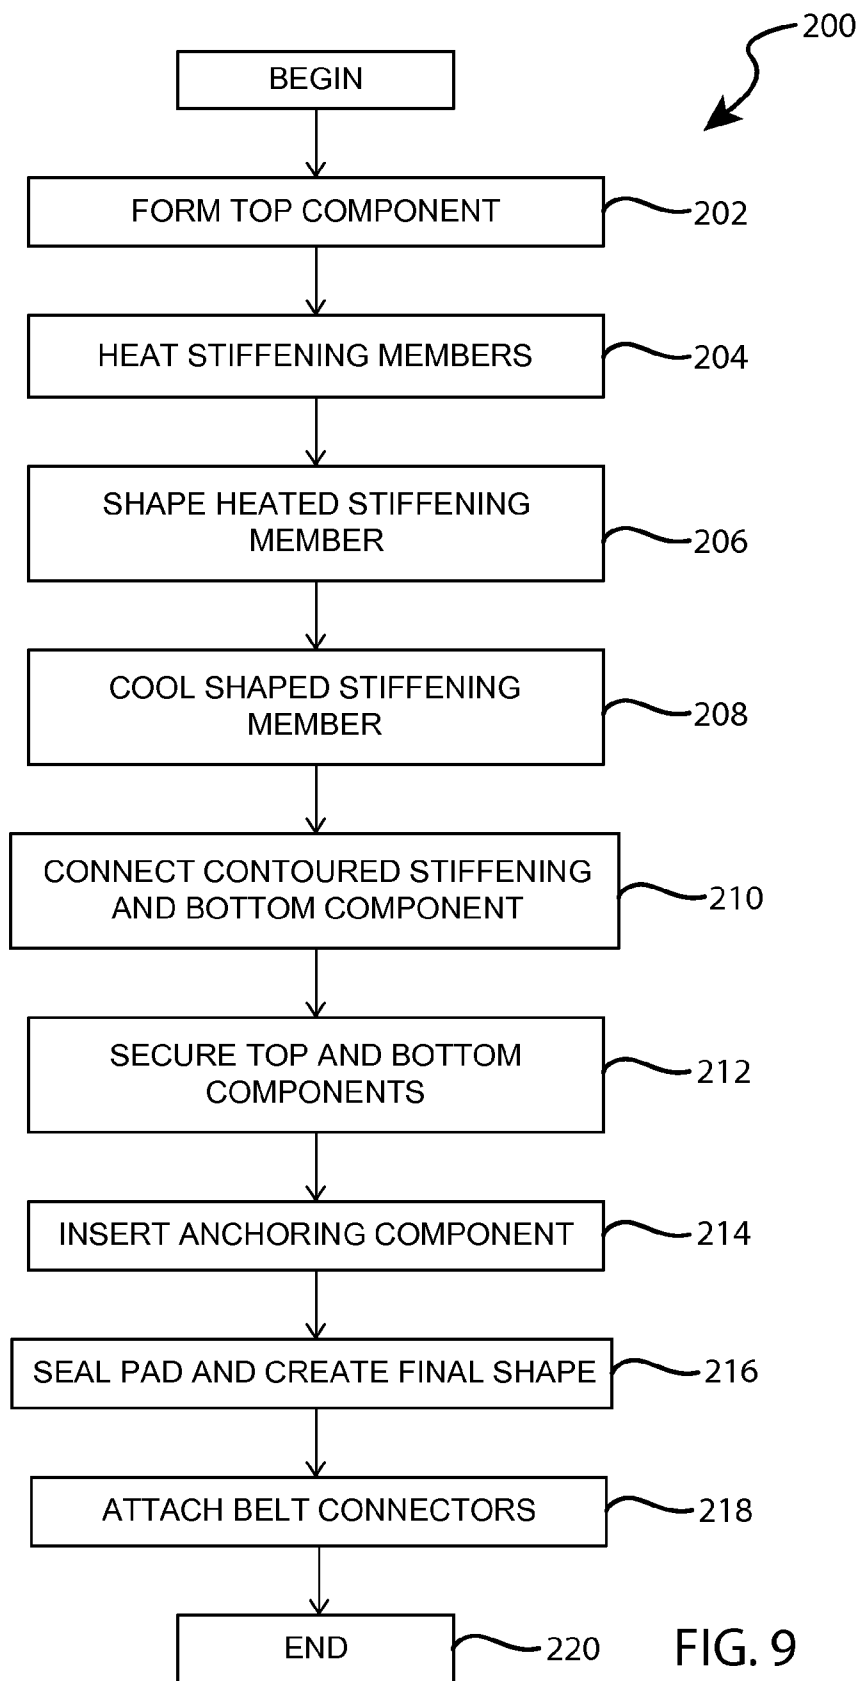 200
BEGIN
FORM TOP COMPONENT
202
HEAT STIFFENING MEMBERS
204
SHAPE HEATED STIFFENING
MEMBER
206
COOL SHAPED STIFFENING
MEMBER
208
CONNECT CONTOURED STIFFENING
AND BOTTOM COMPONENT
210
SECURE TOP AND BOTTOM
COMPONENTS
212
INSERT ANCHORING COMPONENT
214
SEAL PAD AND CREATE FINAL SHAPE
216
ATTACH BELT CONNECTORS
218
END
220
FIG. 9